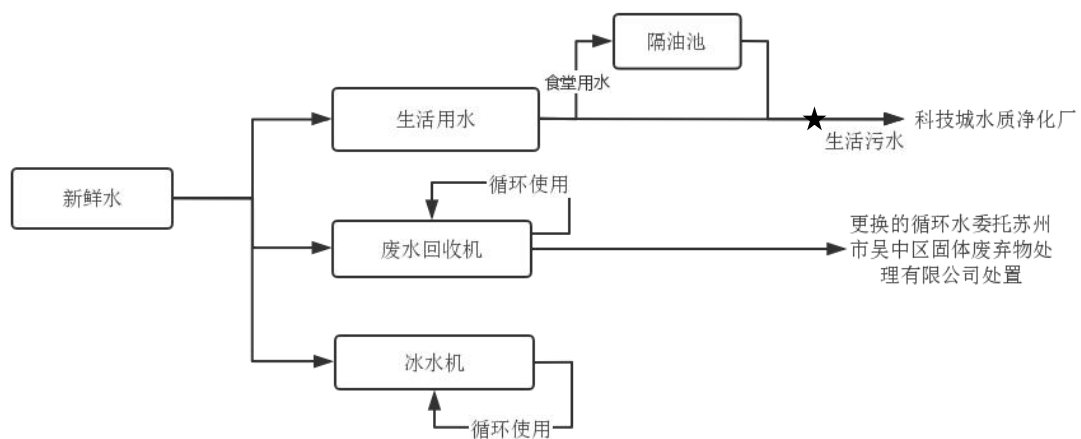 隔油池
食堂用水
生活用水
科技城水质净化厂
生活污水
新鲜水
循环使用
废水回收机
更换的循环水委托苏州
市吴中区固体废弃物处
理有限公司处置
冰水机
循环使用